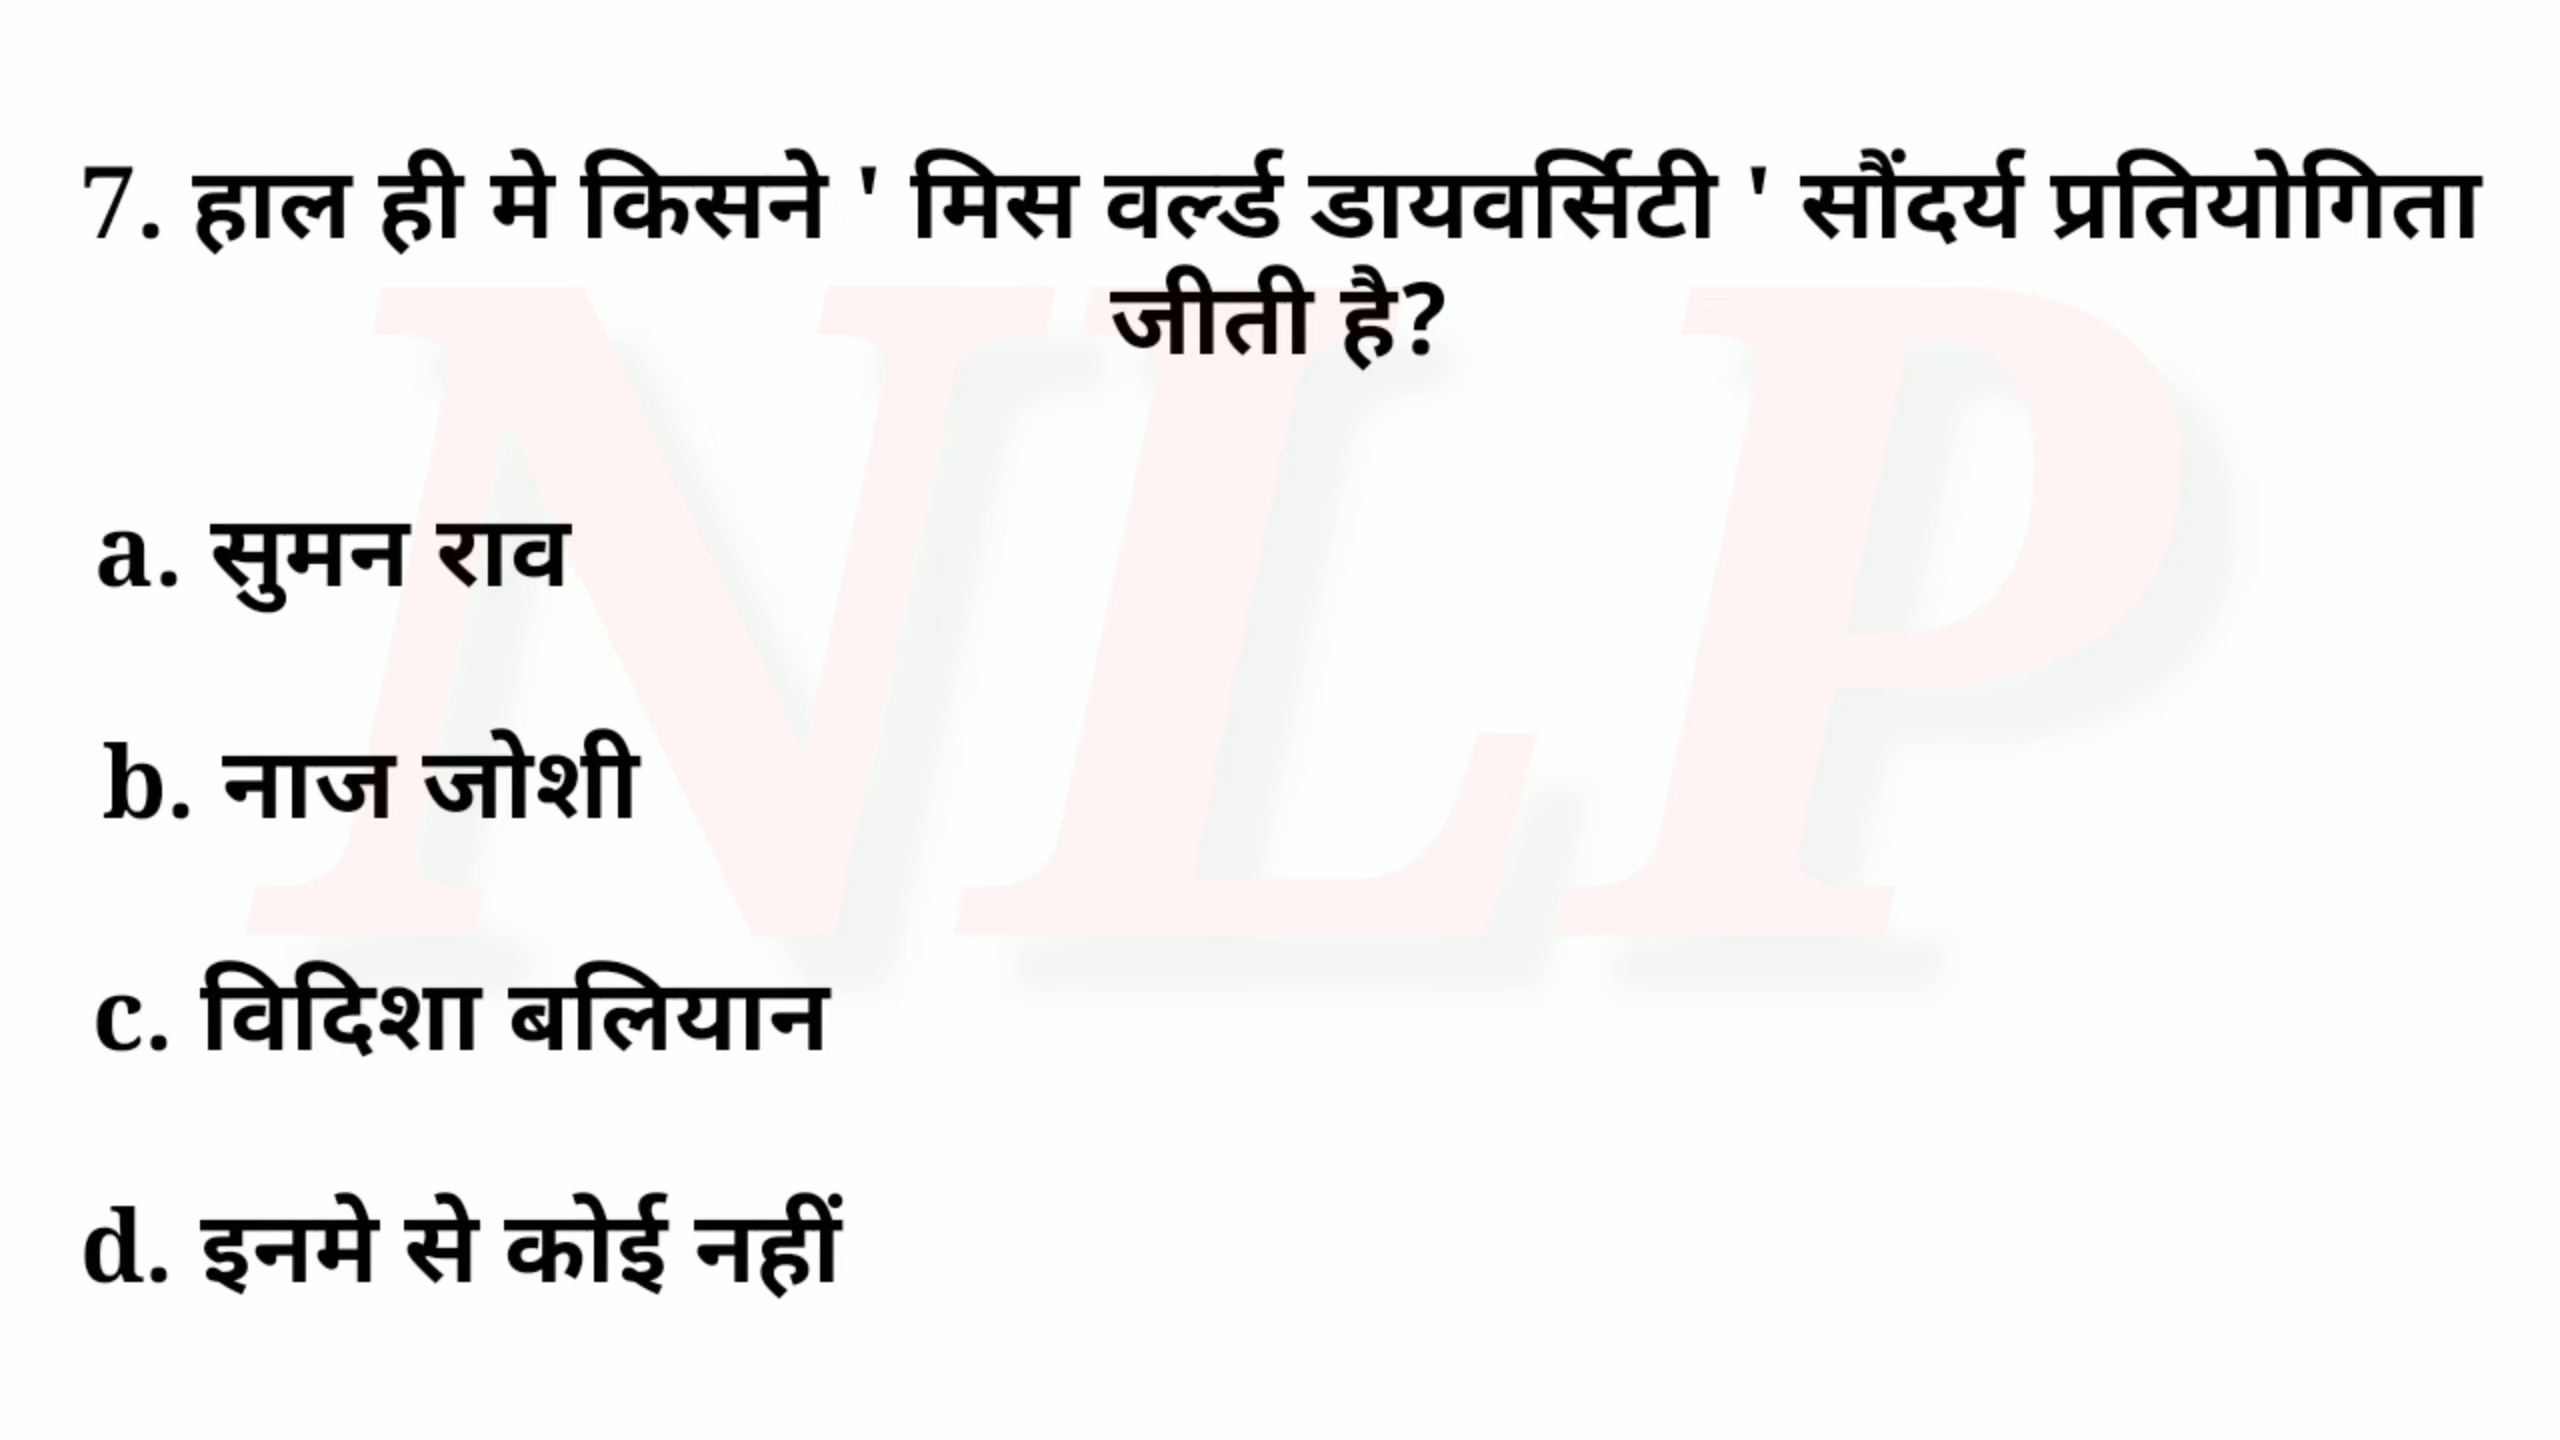 7. हाल ही मे किसने ' मिस वर्ल्ड डायवर्सिटी ' सौंदर्य प्रतियोगिता
जीती है?
NLP
a. सुमन राव
b. नाज जोशी
c. विदिशा बलियान
d. इनमे से कोई नहीं